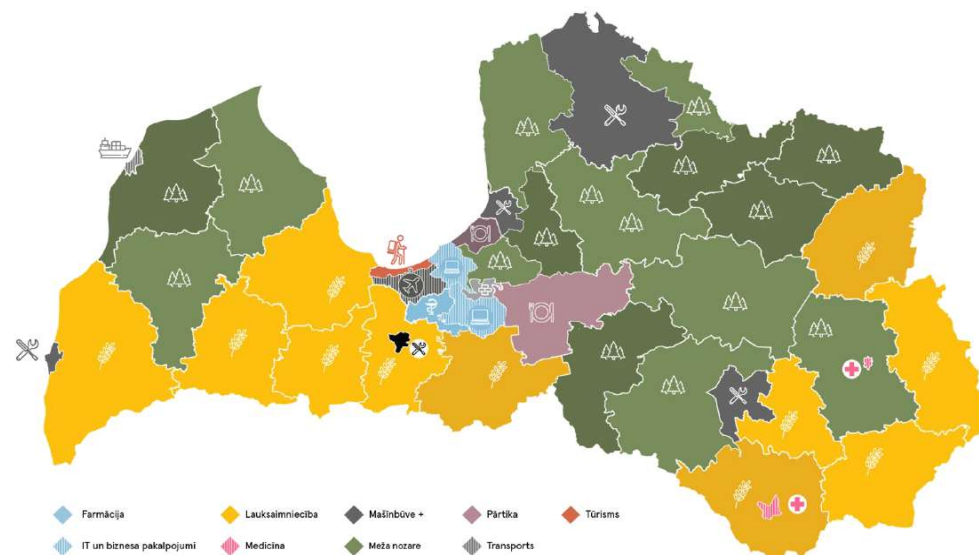 Farmācija
Lauksaimniecība
Mašīnbūve +
Pārtika
Tūrisms
IT un biznesa pakalpojumi
Medicīna
Meža nozare
Transports